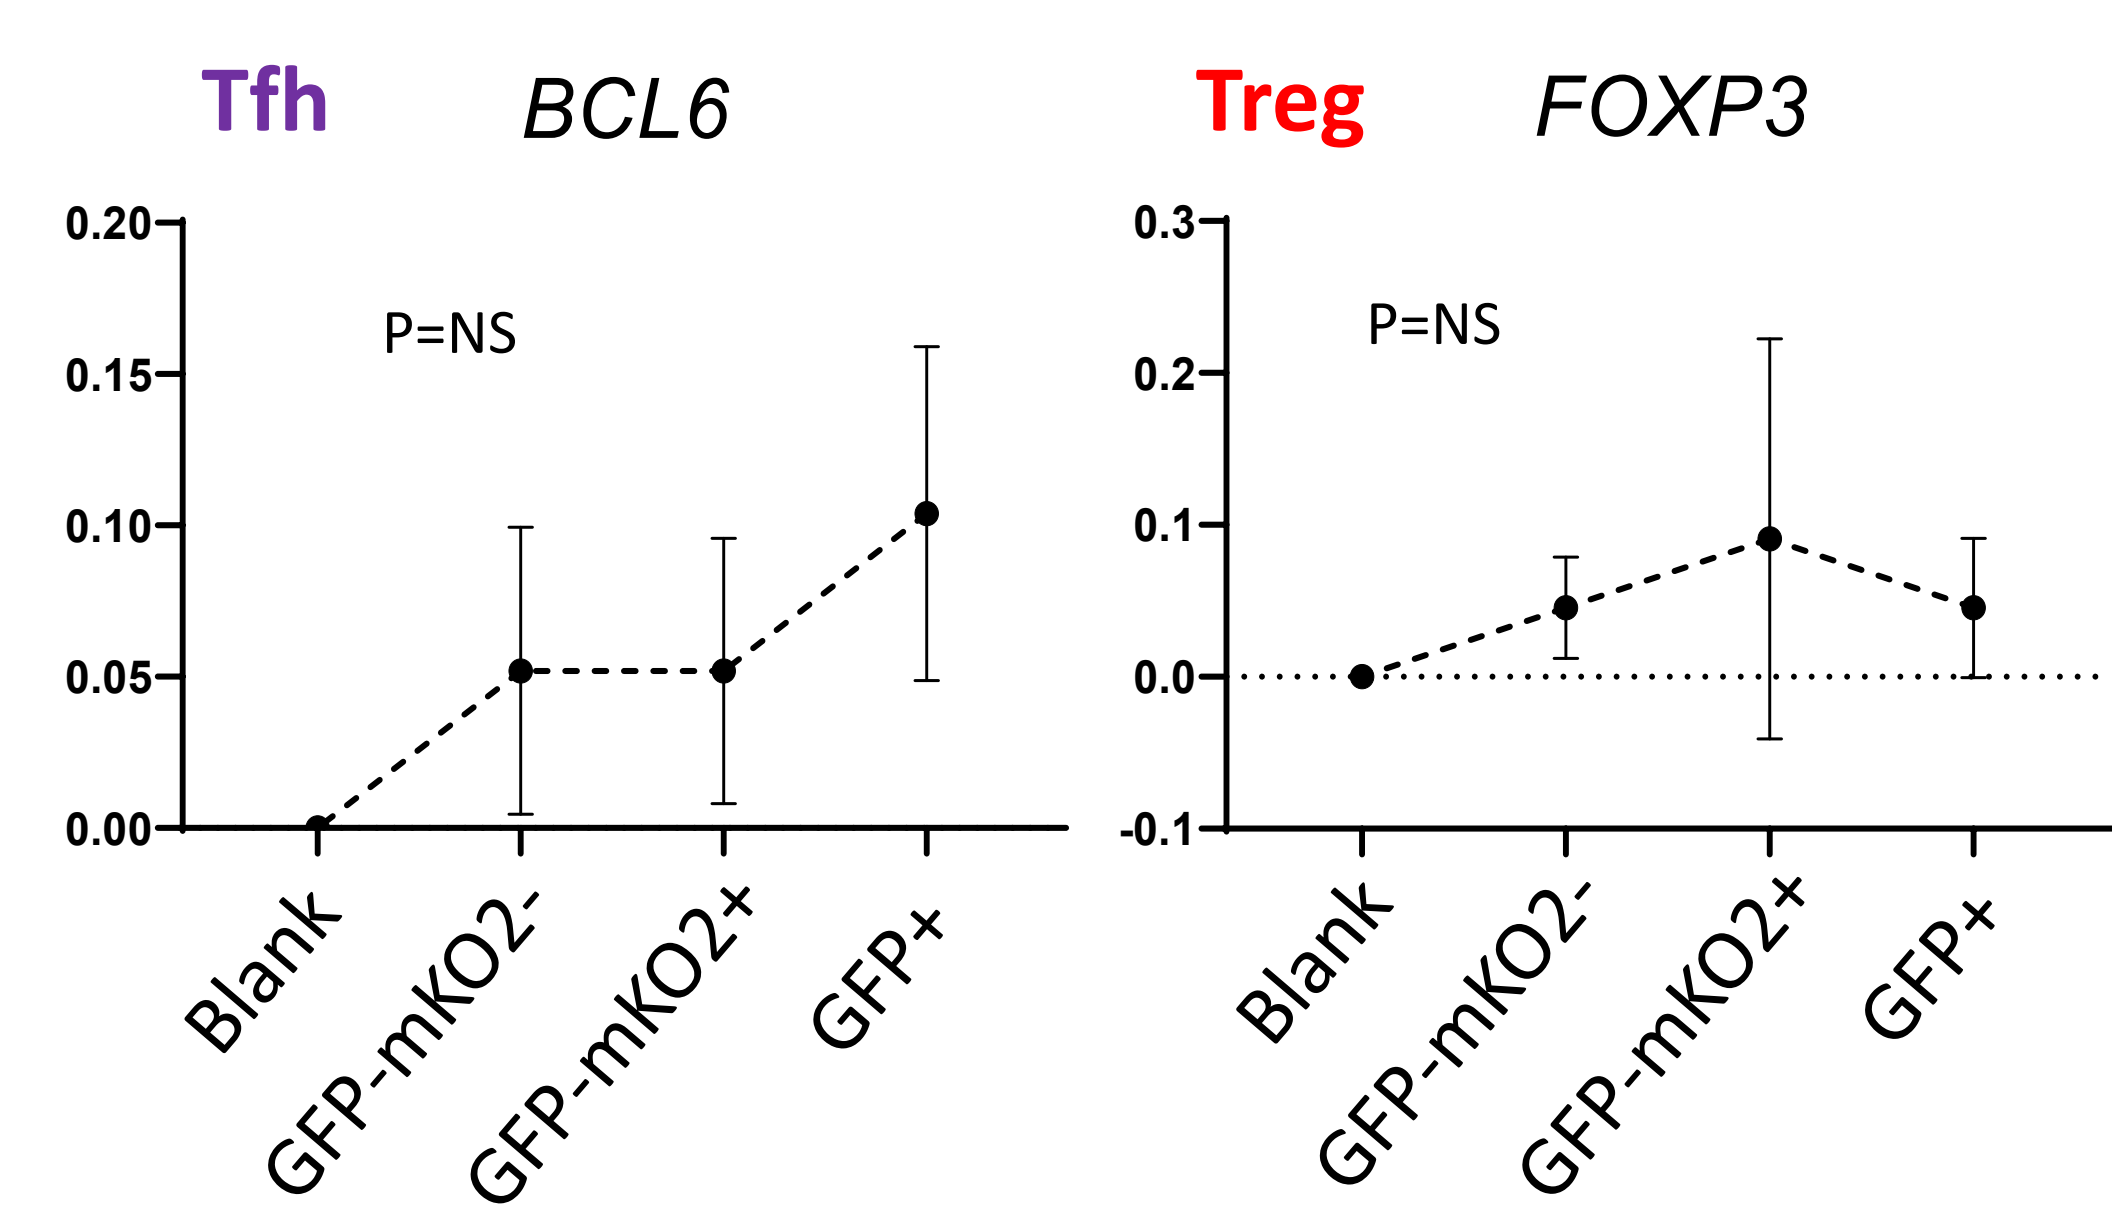 Tfh BCL6
0.20
0.15
0.10
0.05
0.00
P=NS
Blank
GFP-mKO2-
GFP-mKO2+
GFP+
Treg FOXP3
0.3
0.2
0.1
0.0
-0.1
P=NS
Blank
GFP-mKO2-
GFP-mKO2+
GFP+